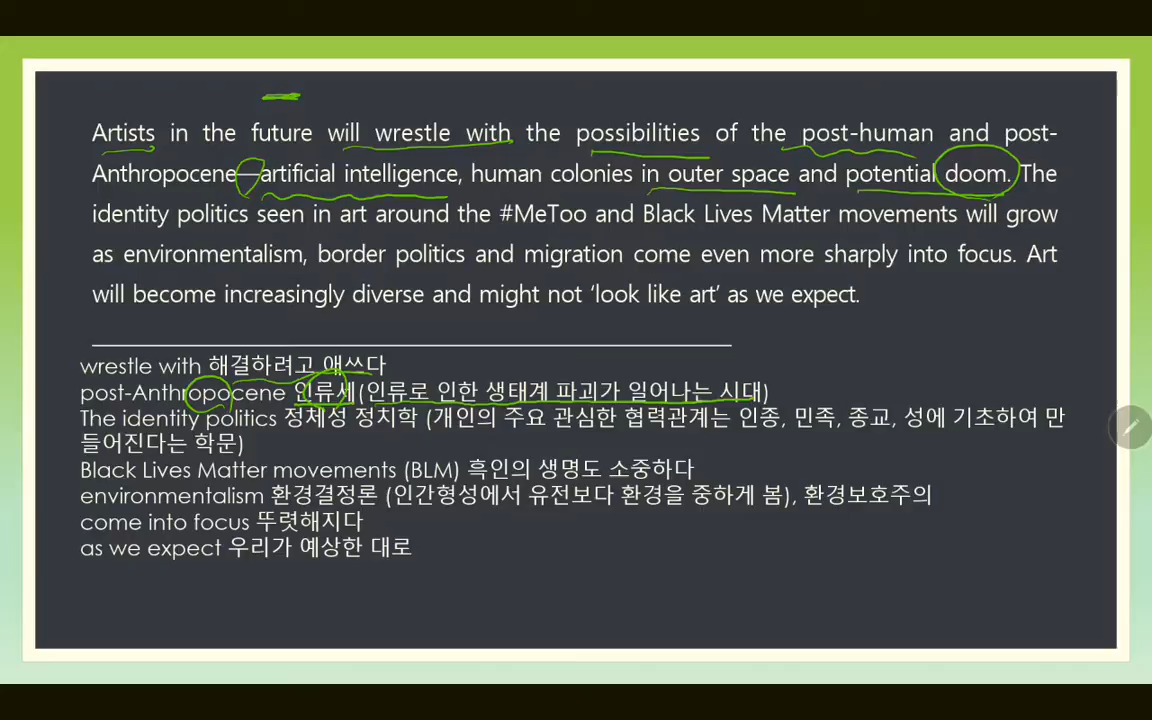 Artists in the future will wrestle with the possibilities of the post-human and post-
Anthropocene—artificial intelligence, human colonies in outer space and potential doom. The
identity politics seen in art around the #MeToo and Black Lives Matter movements will grow
as environmentalism, border politics and migration come even more sharply into focus. Art
will become increasingly diverse and might not ‘look like art’ as we expect.
wrestle with 해결하려고 애쓰다
post-Anthropocene 인류세(인류로 인한 생태계 파괴가 일어나는 시대)
The identity politics 정체성 정치학 (개인의 주요 관심한 협력관계는 인종, 민족, 종교, 성에 기초하여 만
들어진다는 학문)
Black Lives Matter movements (BLM) 흑인의 생명도 소중하다
environmentalism 환경결정론 (인간형성에서 유전보다 환경을 중하게 봄), 환경보호주의
come into focus 뚜렷해지다
as we expect 우리가 예상한 대로